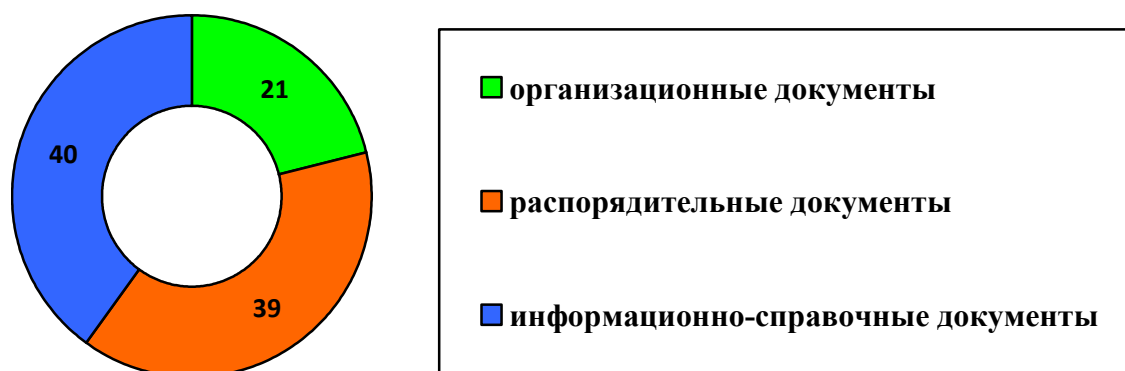 21
40
39
организационные документы
распорядительные документы
информационно-справочные документы